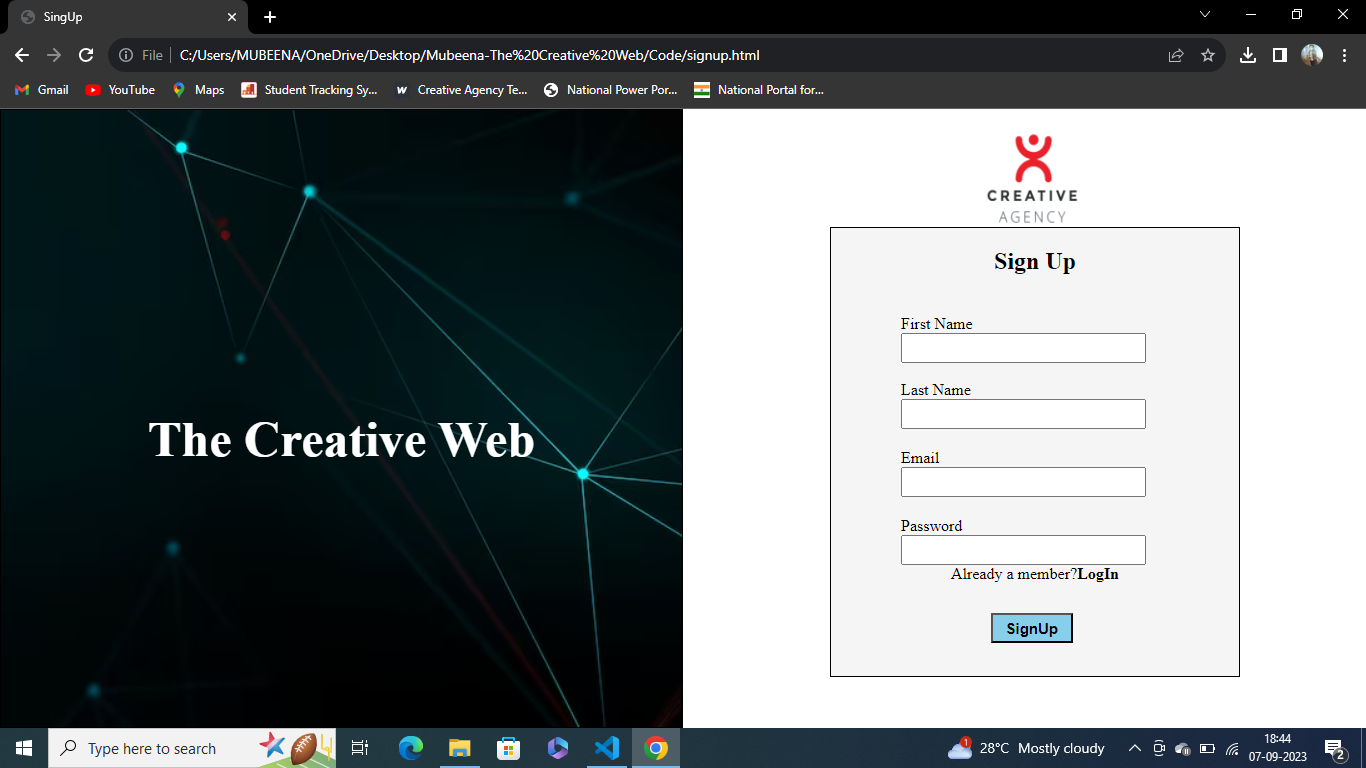 SingUp
File
C:/Users/MUBEENA/OneDrive/Desktop/Mubeena-The%20Creative%20Web/Code/signup.html
Gmail
YouTube
Maps
Student Tracking Sy...
w
Creative Agency Te...
National Power Por...
National Portal for...
The Creative Web
CREATIVE
AGENCY
Sign Up
First Name
Last Name
Email
Password
Already a member?LogIn
SignUp
Type here to search
1
28°C Mostly cloudy
18:44
07-09-2023
2